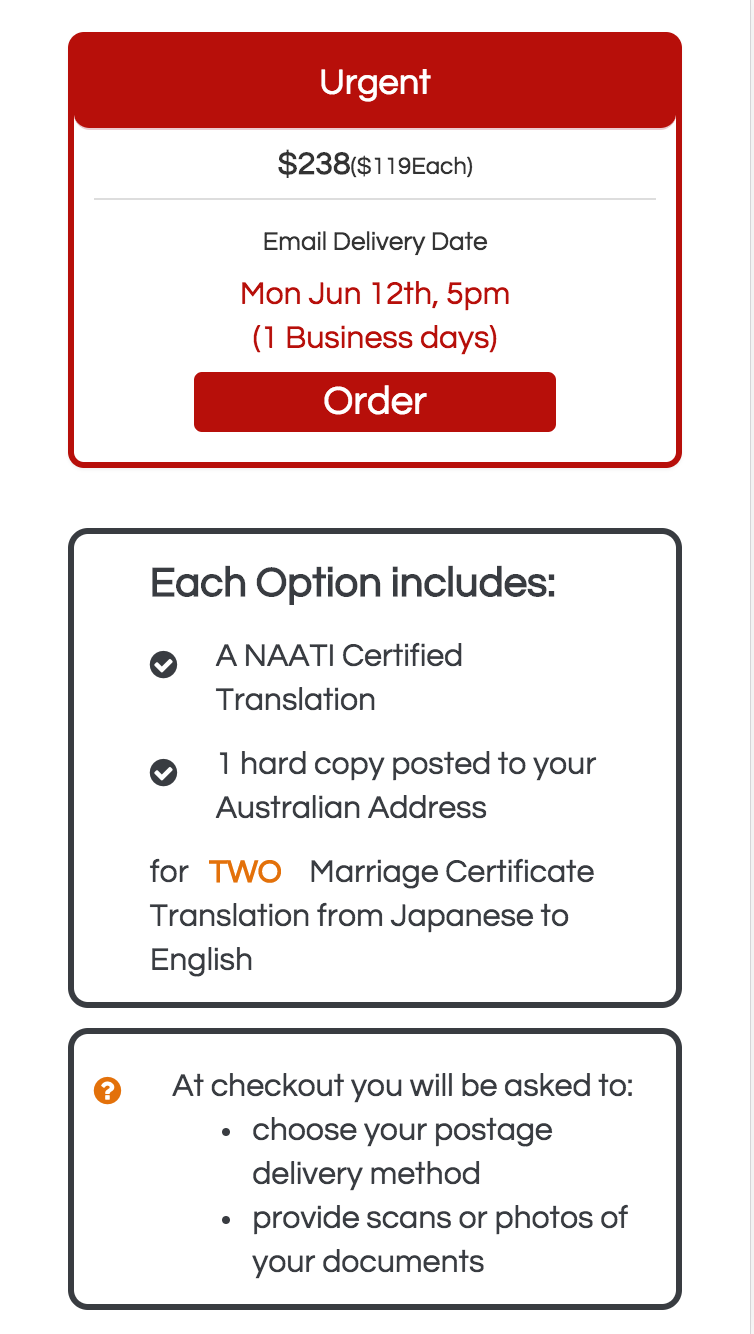 Urgent
$238($119Each)
Email Delivery Date
Mon Jun 12th, 5pm
(1 Business days)
Order
Each Option includes:
A NAATI Certified
Translation
1 hard copy posted to your
Australian Address
for TWO Marriage Certificate
Translation from Japanese to
English
? At checkout you will be asked to:
• choose your postage
delivery method
• provide scans or photos of
your documents